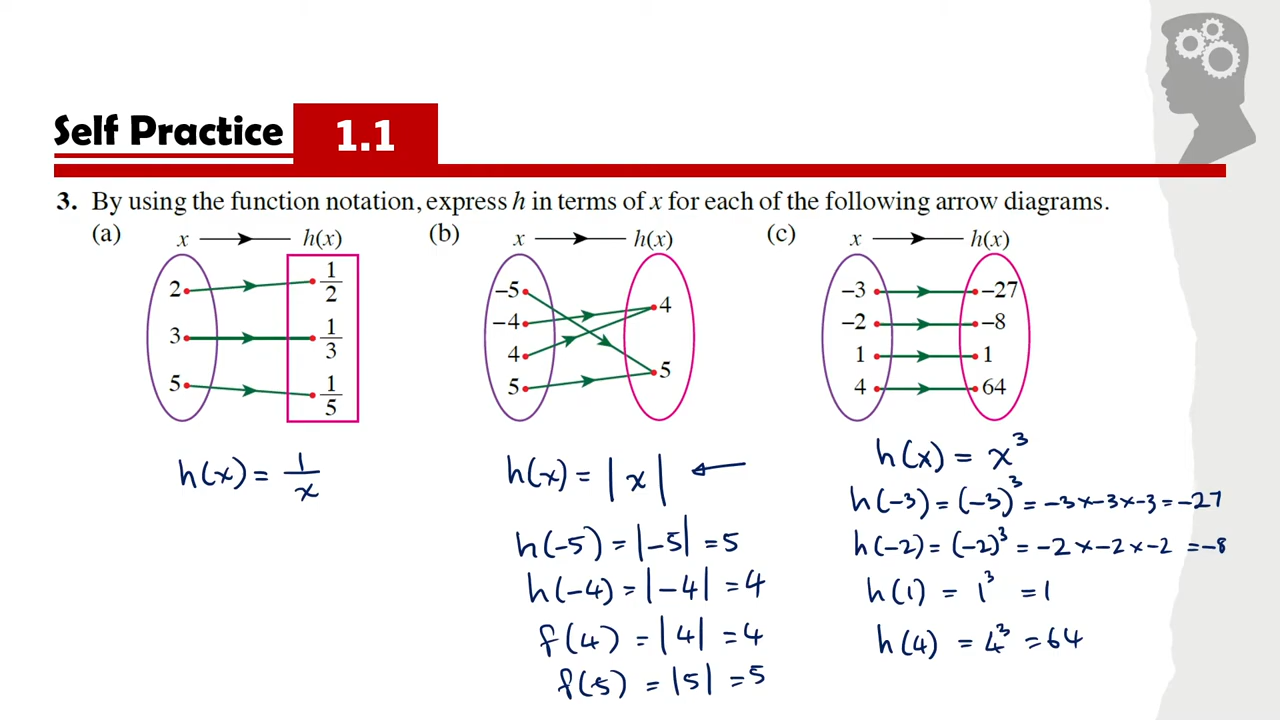 Self Practice 1.1
3. By using the function notation, express h in terms of x for each of the following arrow diagrams.
(a) x h(x)
2 1/2
3 1/3
5 1/5
h(x) = 1/x
(b) x h(x)
–5 4
–4 5
4
5
h(x) = |x|
h(-5) = |-5| = 5
h(-4) = |-4| = 4
f(4) = |4| = 4
f(5) = |5| = 5
(c) x h(x)
–3 –27
–2 –8
1 1
4 64
h(x) = x³
h(-3) = (-3)³ = -3 x -3 x -3 = -27
h(-2) = (-2)³ = -2 x -2 x -2 = -8
h(1) = 1³ = 1
h(4) = 4³ = 64